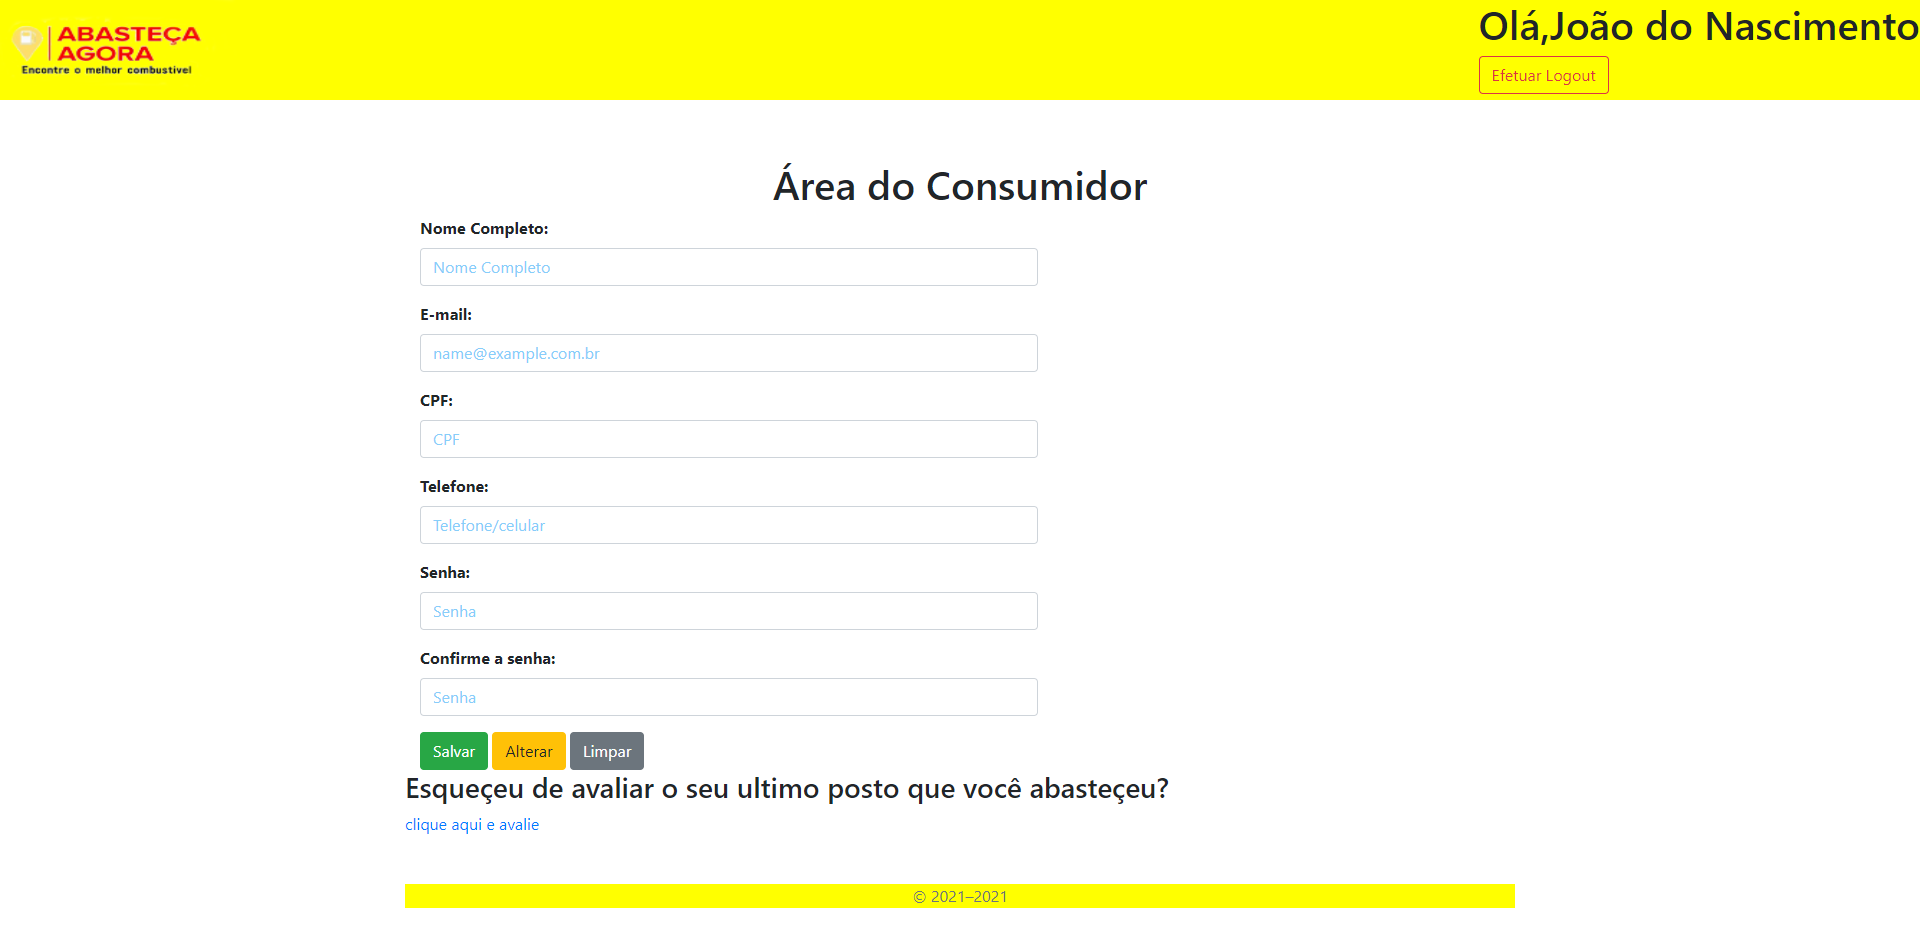 ABASTEÇA
AGORA
Encontre o melhor combustível
Olá,João do Nascimento
Efetuar Logout
Área do Consumidor
Nome Completo:
Nome Completo
E-mail:
name@example.com.br
CPF:
CPF
Telefone:
Telefone/celular
Senha:
Senha
Confirme a senha:
Senha
Salvar Alterar Limpar
Esqueçeu de avaliar o seu ultimo posto que você abasteçeu?
clique aqui e avalie
© 2021–2021